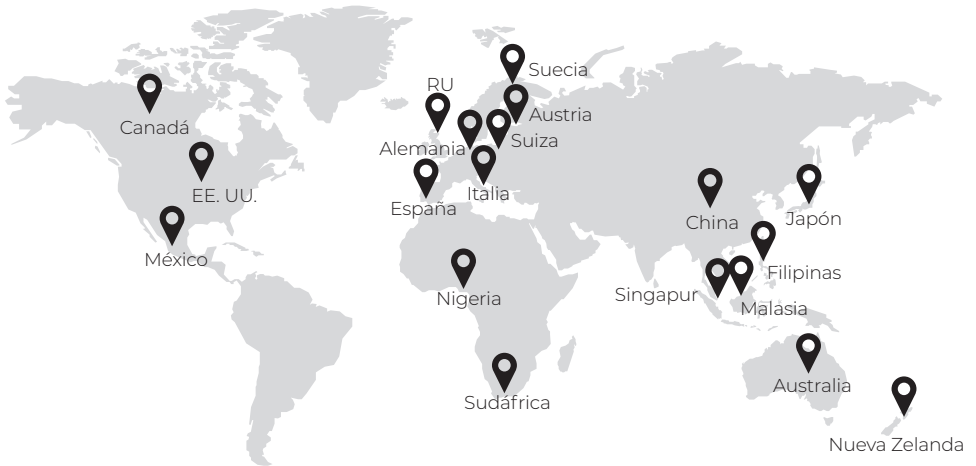 Suecia
RU
Canadá
Austria
Alemania
Suiza
EE. UU.
Italia
España
China
Japón
México
Filipinas
Nigeria
Singapur
Malasia
Australia
Sudáfrica
Nueva Zelanda